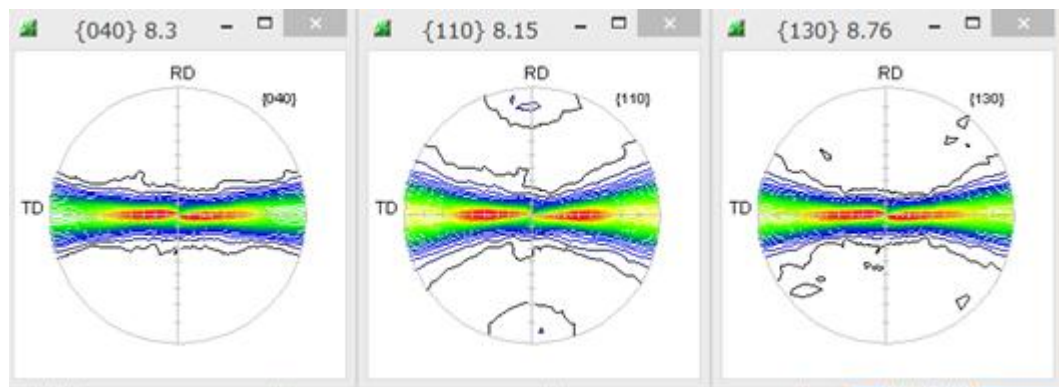 {040} 8.3
RD
{040}
TD
{110} 8.15
RD
{110}
TD
{130} 8.76
RD
{130}
TD